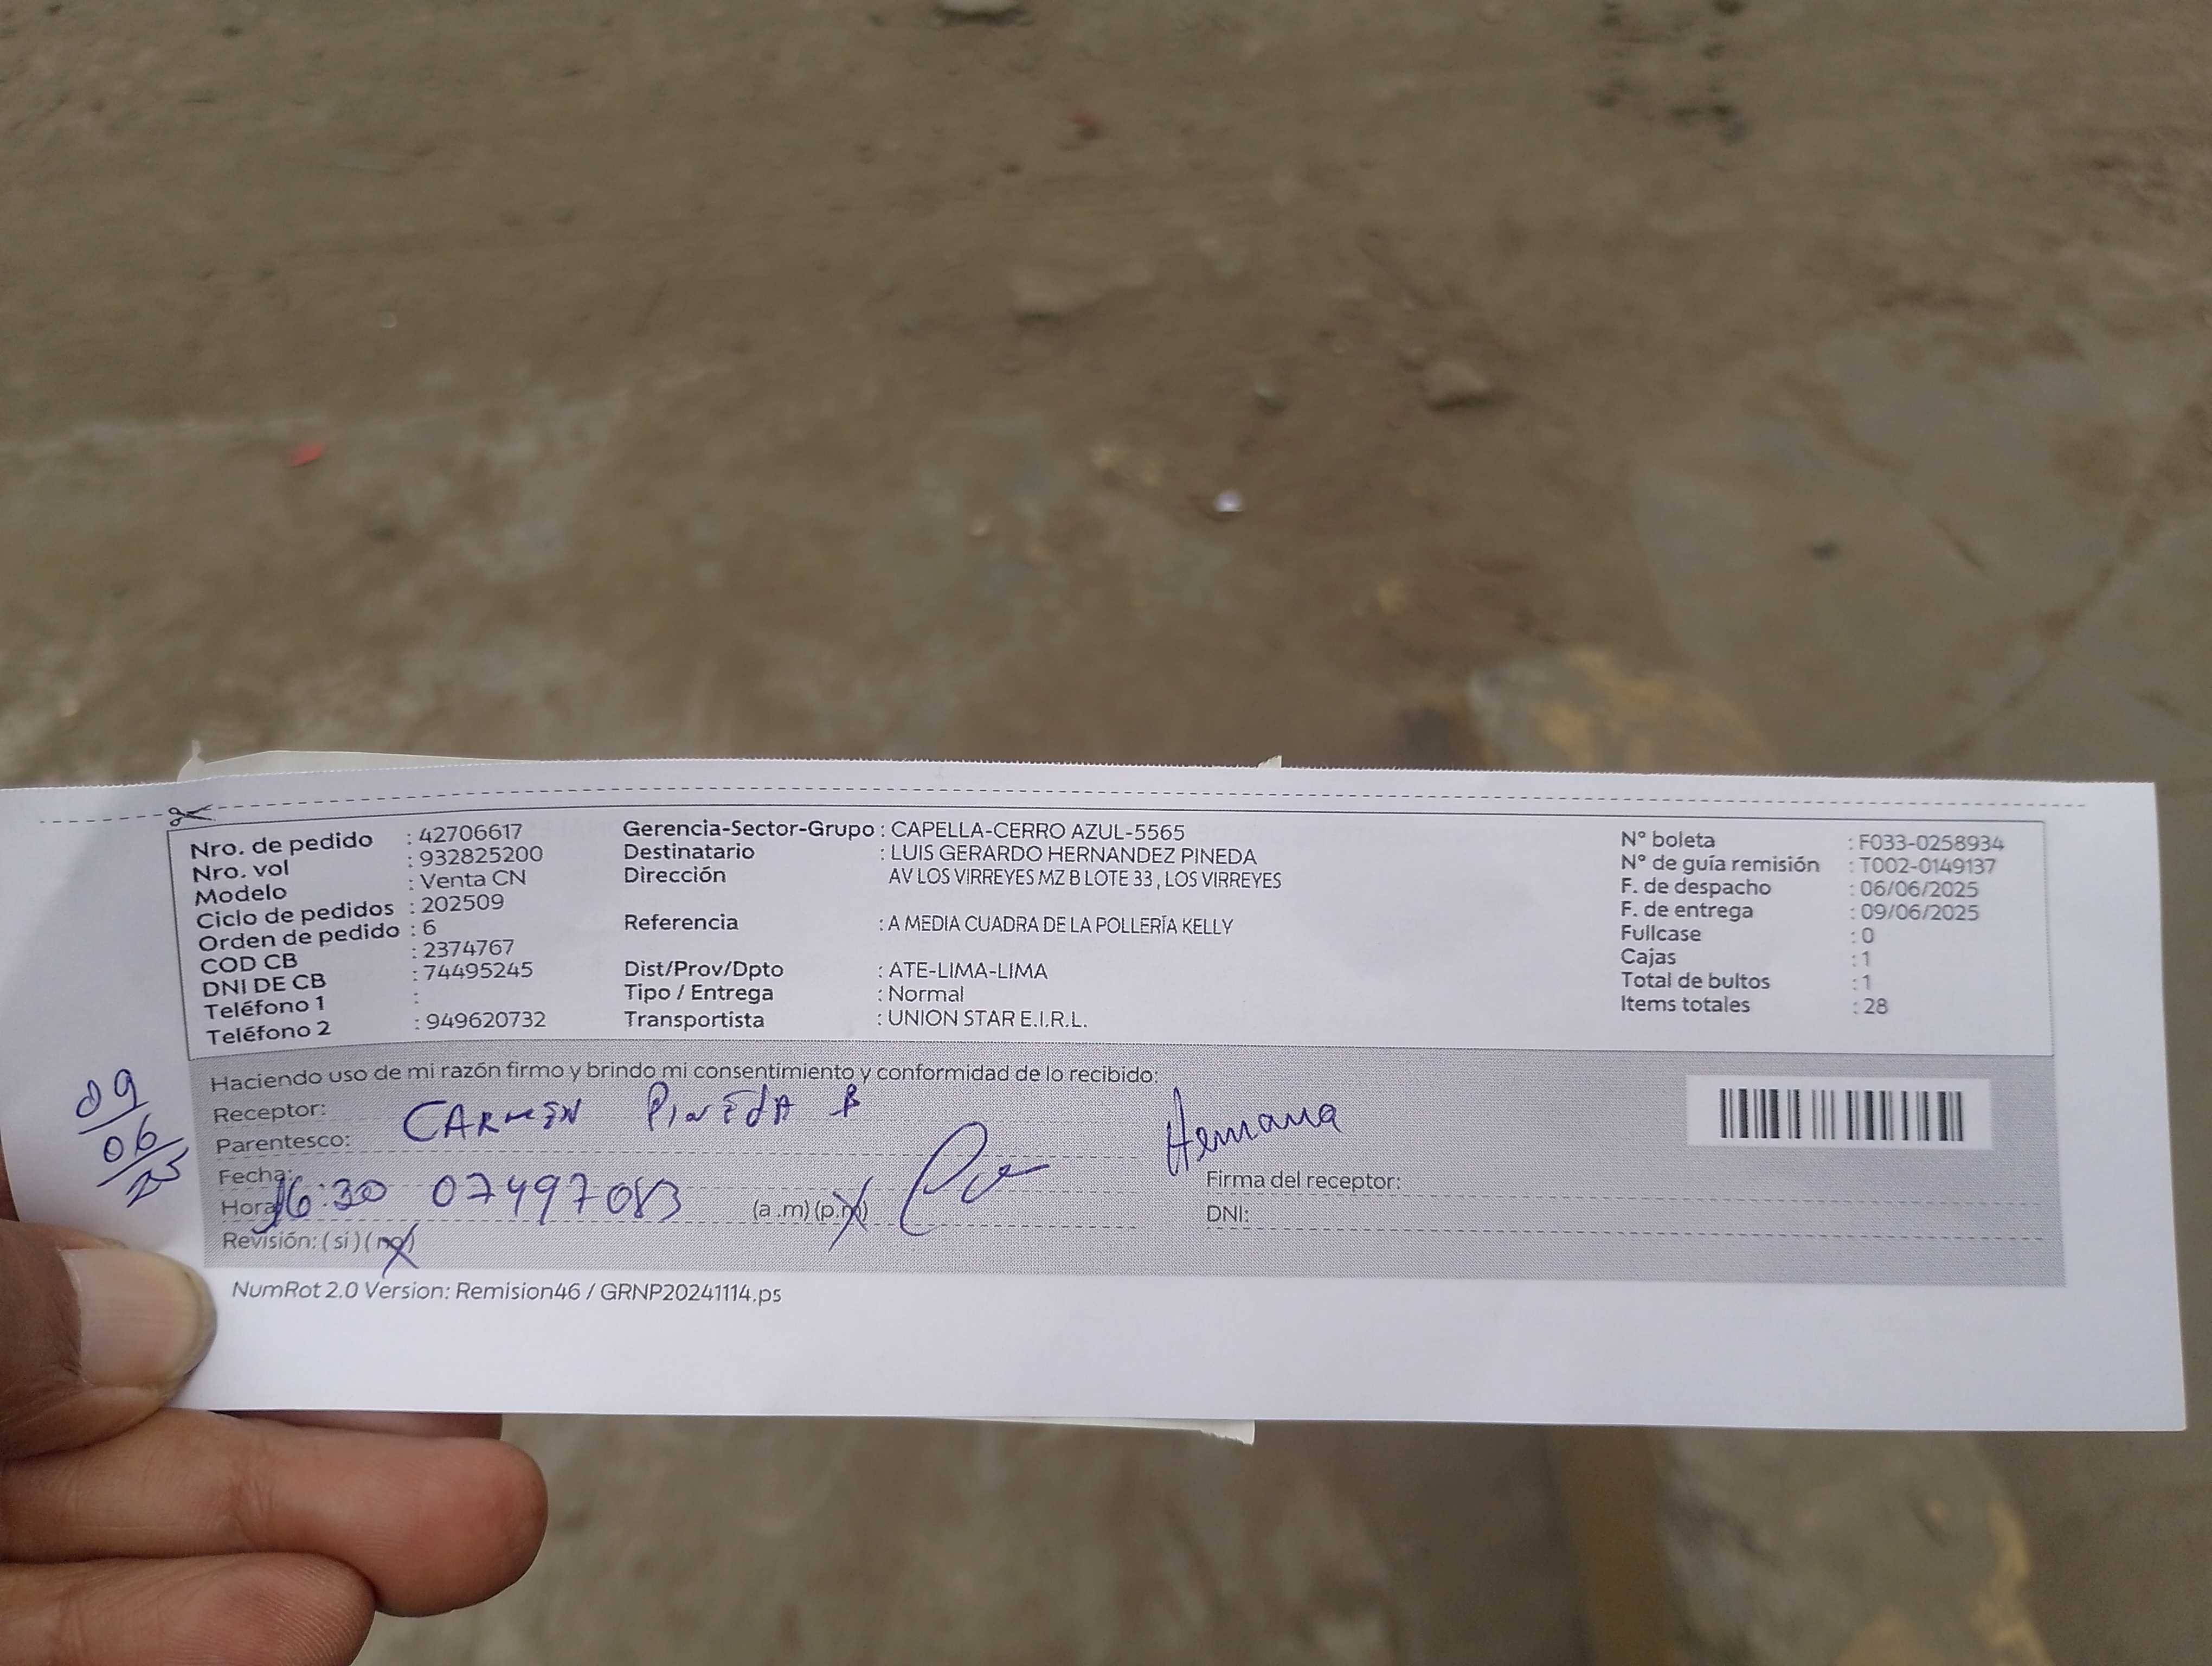 Nro. de pedido : 42706617
Nro. vol : 932825200
Modelo : Venta CN
Ciclo de pedidos : 202509
Orden de pedido : 6
COD CB : 2374767
DNI DE CB : 74495245
Teléfono 1 :
Teléfono 2 : 949620732
Gerencia-Sector-Grupo : CAPELLA-CERRO AZUL-5565
Destinatario : LUIS GERARDO HERNANDEZ PINEDA
Dirección AV LOS VIRREYES MZ B LOTE 33 , LOS VIRREYES
Referencia : A MEDIA CUADRA DE LA POLLERÍA KELLY
Dist/Prov/Dpto : ATE-LIMA-LIMA
Tipo / Entrega : Normal
Transportista : UNION STAR E.I.R.L.
N° boleta : F033-0258934
N° de guía remisión : T002-0149137
F. de despacho : 06/06/2025
F. de entrega : 09/06/2025
Fullcase : 0
Cajas : 1
Total de bultos : 1
Items totales : 28
Haciendo uso de mi razón firmo y brindo mi consentimiento y conformidad de lo recibido:
Receptor: CARMEN PINEDA B
Parentesco: Hermana
Fecha: 09/06/25
Hora 16:30 07497083 (a.m) (p.m)
Revisión: (si) (no)
Firma del receptor:
DNI:
NumRot 2.0 Version: Remision46 / GRNP20241114.ps